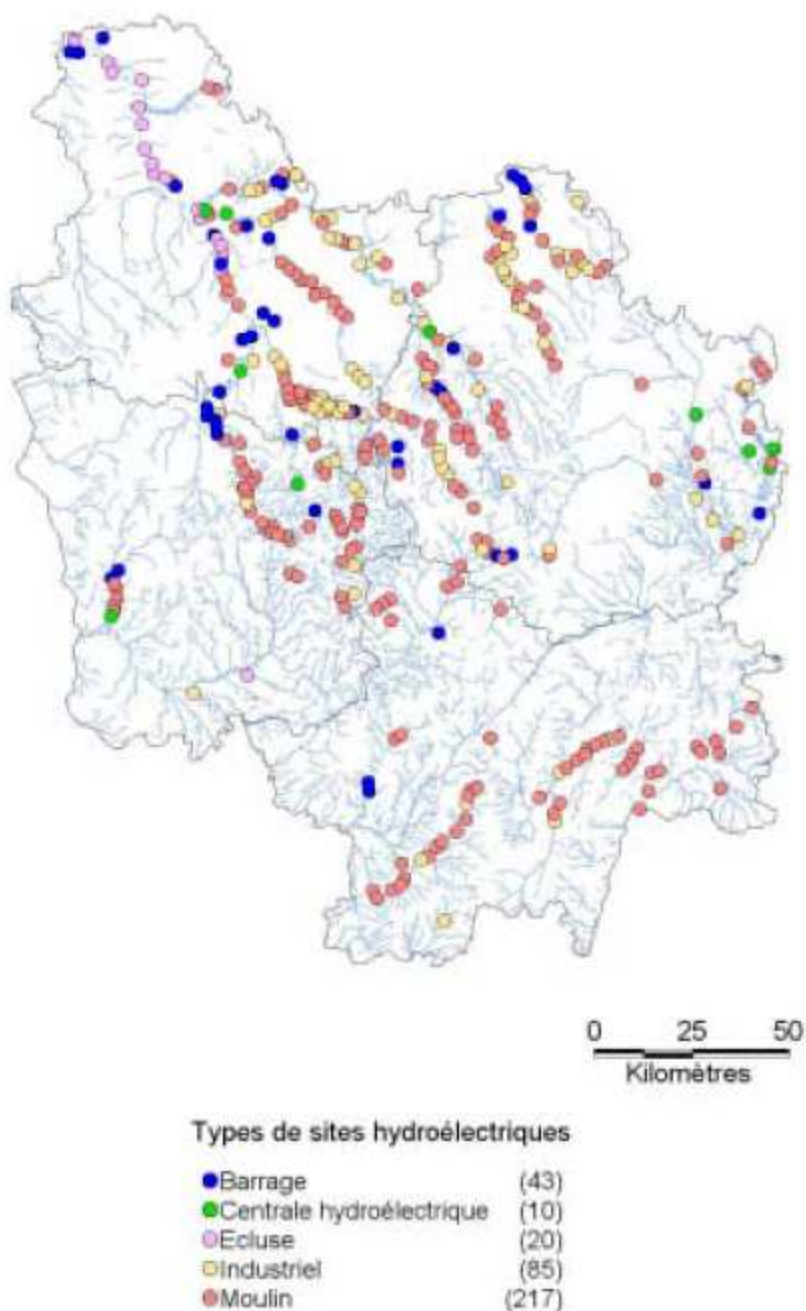 0 25 50
Kilomètres
Types de sites hydroélectriques
Barrage (43)
Centrale hydroélectrique (10)
Ecluse (20)
Industriel (85)
Moulin (217)